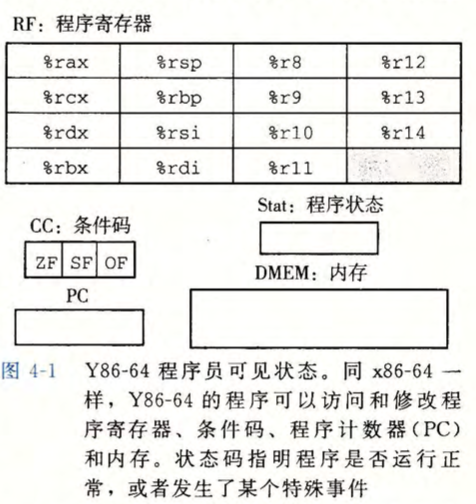 RF：程序寄存器
%rax %rsp %r8 %r12
%rcx %rbp %r9 %r13
%rdx %rsi %r10 %r14
%rbx %rdi %r11
CC：条件码
ZF SF OF
PC
Stat：程序状态
DMEM：内存
图 4-1 Y86-64 程序员可见状态。同 x86-64 一
样，Y86-64 的程序可以访问和修改程
序寄存器、条件码、程序计数器(PC)
和内存。状态码指明程序是否运行正
常，或者发生了某个特殊事件